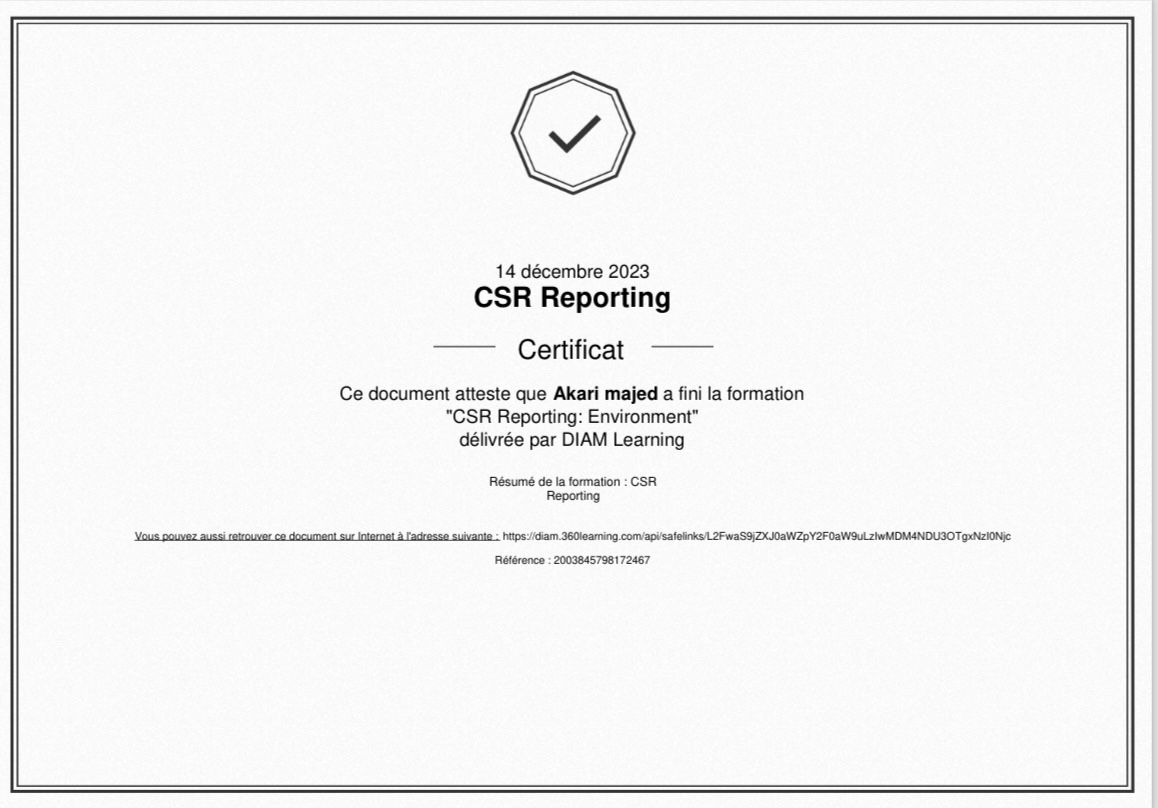 14 décembre 2023
CSR Reporting
Certificat
Ce document atteste que Akari majed a fini la formation
"CSR Reporting: Environment"
délivrée par DIAM Learning
Résumé de la formation : CSR
Reporting
Vous pouvez aussi retrouver ce document sur Internet à l'adresse suivante : https://diam.360learning.com/api/safelinks/L2FwaS9jZXJ0aWZpY2F0aW9uLzIwMDM4NDU3OTgxNzI0Njc
Référence : 2003845798172467